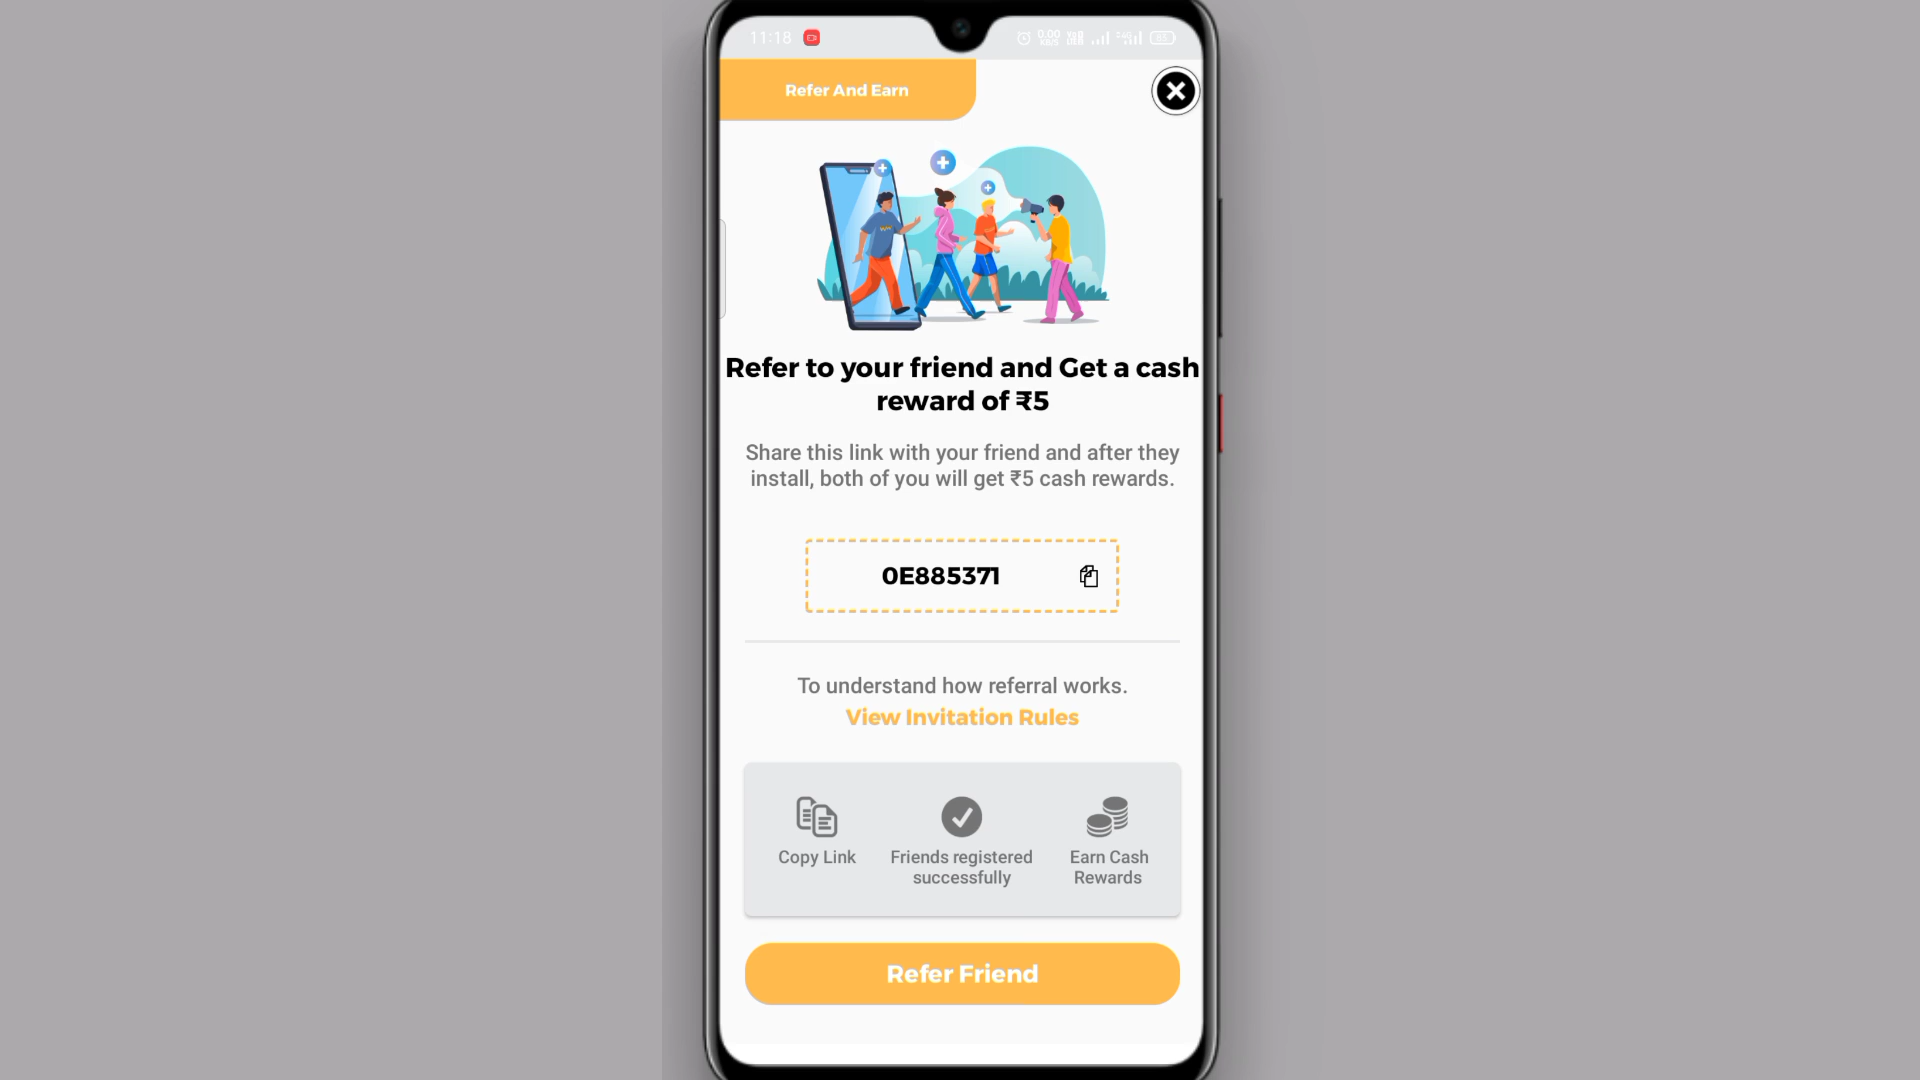 11:18
Refer And Earn
Refer to your friend and Get a cash
reward of ₹5
Share this link with your friend and after they
install, both of you will get ₹5 cash rewards.
0E885371
To understand how referral works.
View Invitation Rules
Copy Link
Friends registered
successfully
Earn Cash
Rewards
Refer Friend